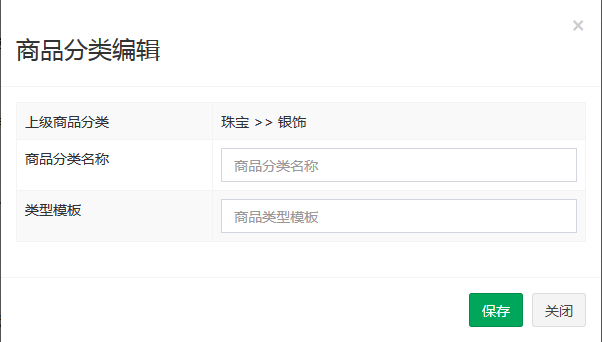 ×
商品分类编辑
上级商品分类 珠宝 >> 银饰
商品分类名称 商品分类名称
类型模板 商品类型模板
保存 关闭